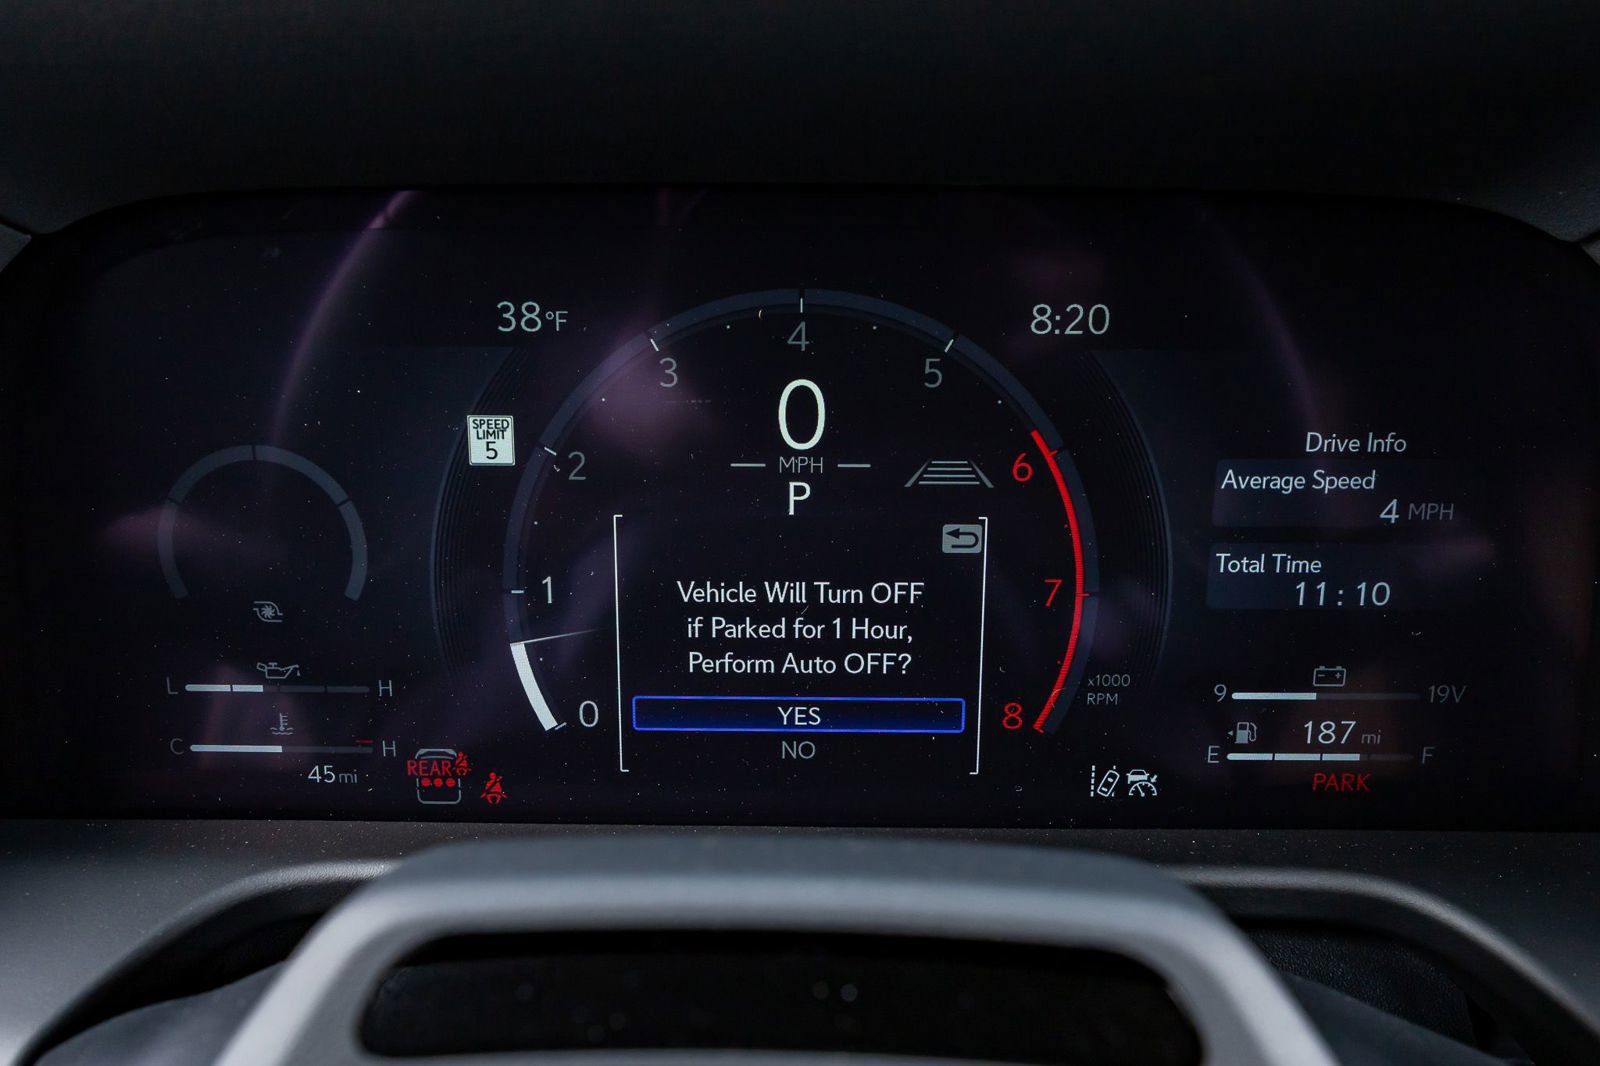 38°F
8:20
4
3
5
SPEED
LIMIT
5
0
MPH
P
2
6
Drive Info
Average Speed
4 MPH
Total Time
11:10
1
7
Vehicle Will Turn OFF
if Parked for 1 Hour,
Perform Auto OFF?
YES
NO
0
8
x1000
RPM
L H
C H
45 mi
REAR
9 19V
187 mi
E F
PARK